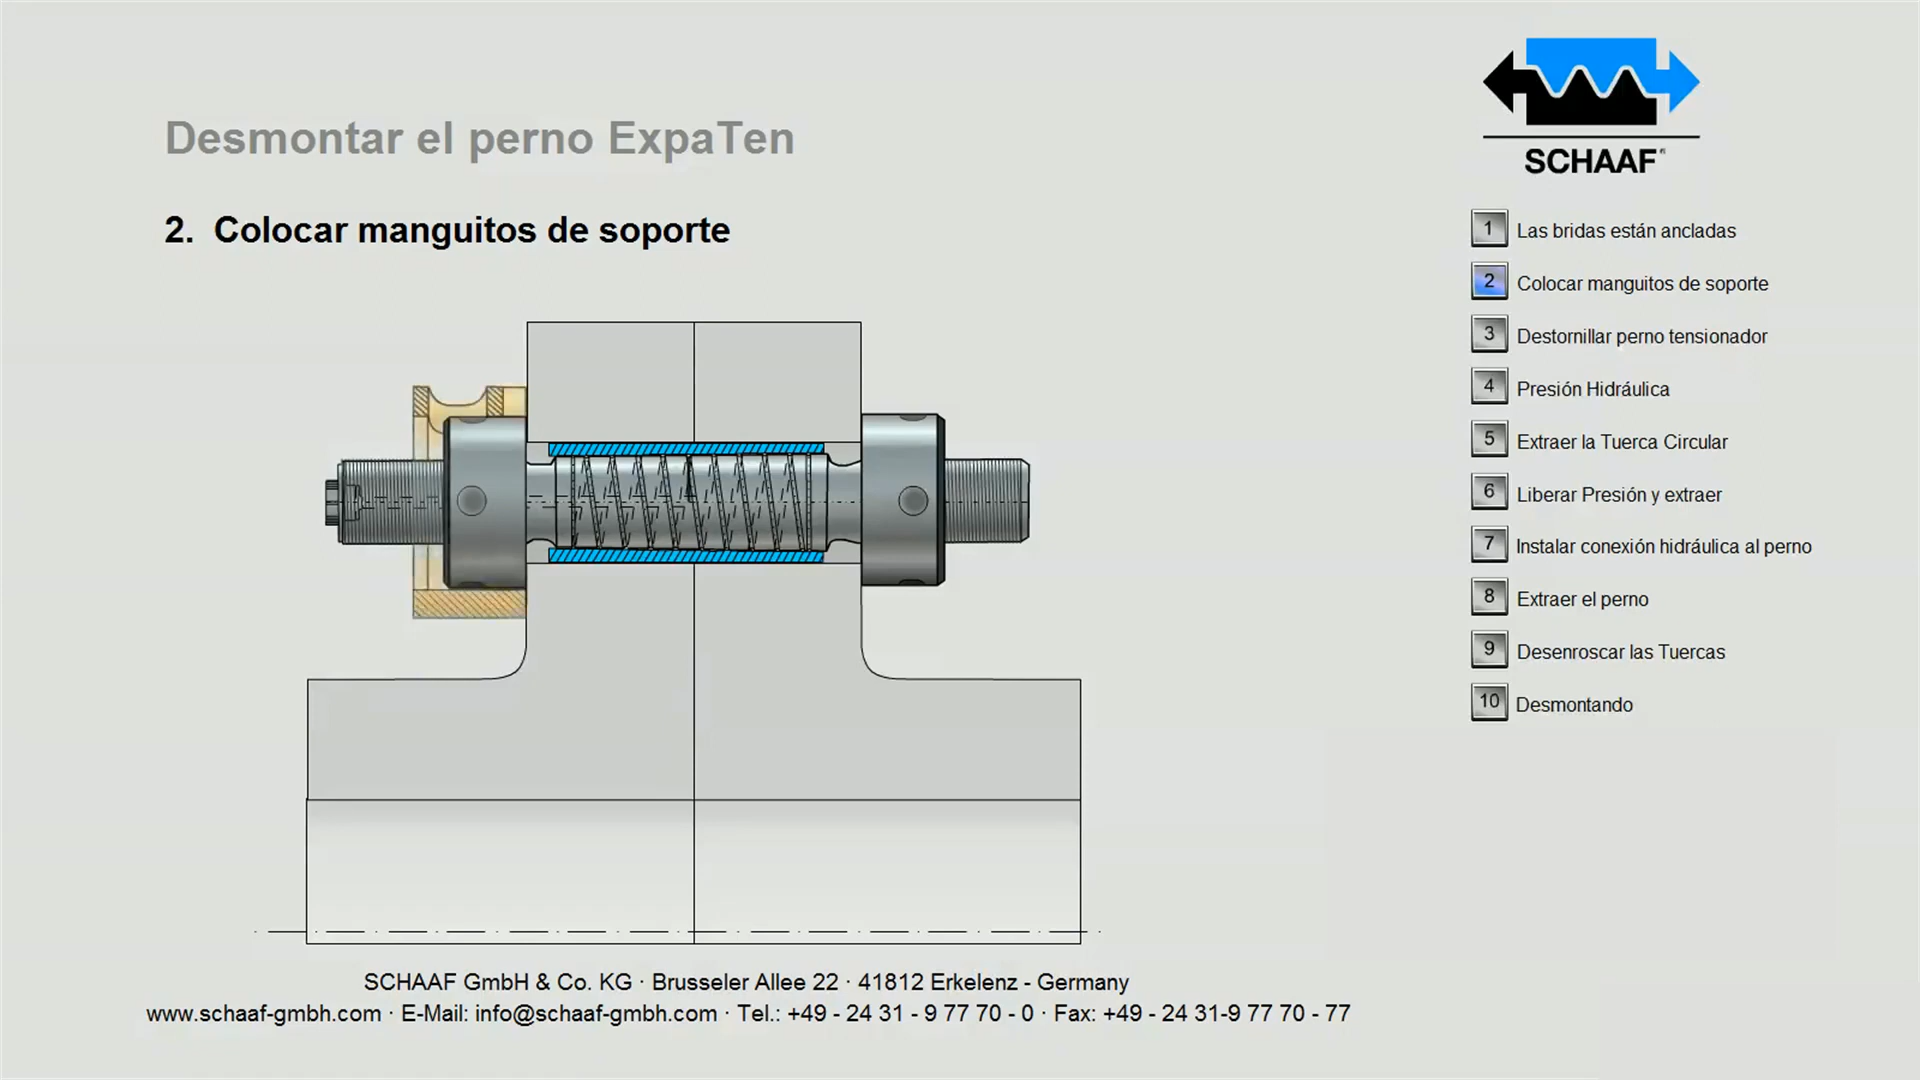 Desmontar el perno ExpaTen
2. Colocar manguitos de soporte
SCHAAF®
1 Las bridas están ancladas
2 Colocar manguitos de soporte
3 Destornillar perno tensionador
4 Presión Hidráulica
5 Extraer la Tuerca Circular
6 Liberar Presión y extraer
7 Instalar conexión hidráulica al perno
8 Extraer el perno
9 Desenroscar las Tuercas
10 Desmontando
SCHAAF GmbH & Co. KG · Brusseler Allee 22 · 41812 Erkelenz - Germany
www.schaaf-gmbh.com · E-Mail: info@schaaf-gmbh.com · Tel.: +49 - 24 31 - 9 77 70 - 0 · Fax: +49 - 24 31-9 77 70 - 77